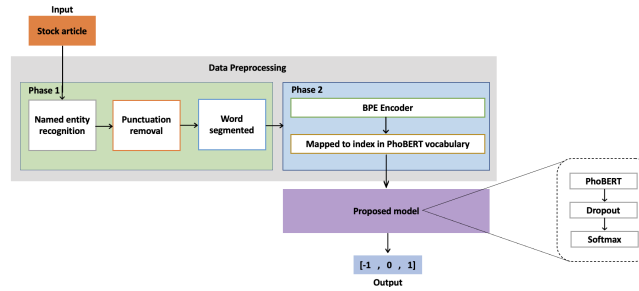 Input
Stock article
Data Preprocessing
Phase 1
Named entity
recognition
Punctuation
removal
Word
segmented
Phase 2
BPE Encoder
Mapped to index in PhoBERT vocabulary
Proposed model
PhoBERT
Dropout
Softmax
[-1 , 0 , 1]
Output